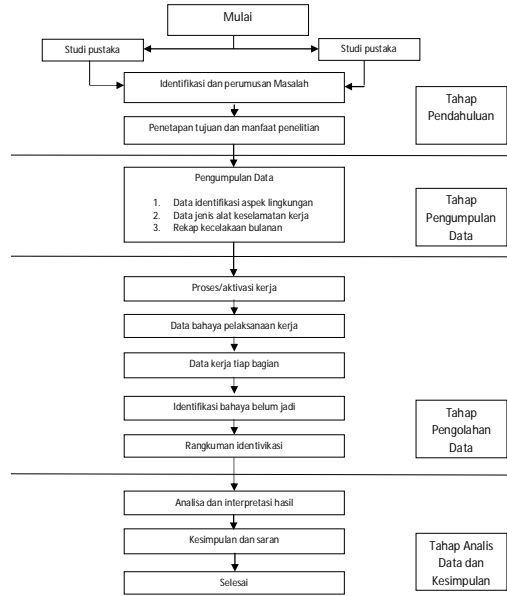 Mulai
Studi pustaka
Studi pustaka
Identifikasi dan perumusan Masalah
Penetapan tujuan dan manfaat penelitian
Tahap
Pendahuluan
Pengumpulan Data
1. Data identifikasi aspek lingkungan
2. Data jenis alat keselamatan kerja
3. Rekap kecelakaan bulanan
Tahap
Pengumpulan
Data
Proses/aktivasi kerja
Data bahaya pelaksanaan kerja
Data kerja tiap bagian
Identifikasi bahaya belum jadi
Rangkuman identivikasi
Tahap
Pengolahan
Data
Analisa dan interpretasi hasil
Kesimpulan dan saran
Selesai
Tahap Analis
Data dan
Kesimpulan